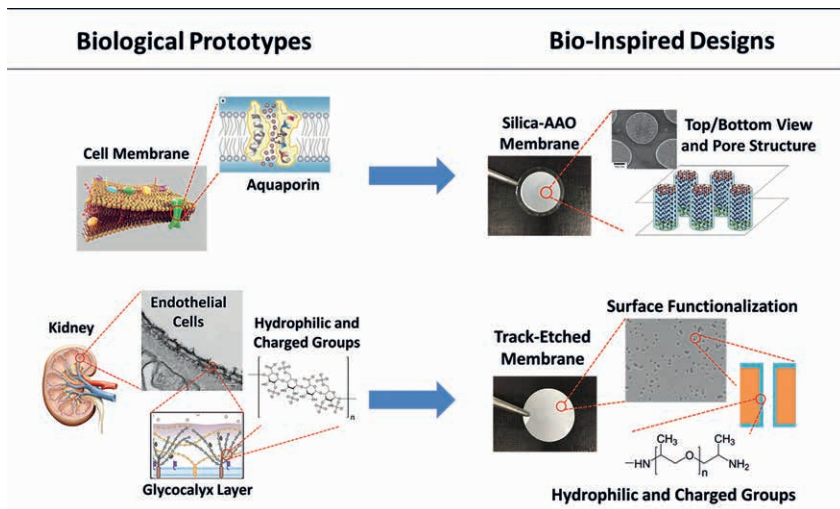 Biological Prototypes
Bio-Inspired Designs
Cell Membrane
Aquaporin
Silica-AAO
Membrane
Top/Bottom View
and Pore Structure
Kidney
Endothelial
Cells
Hydrophilic and
Charged Groups
n
Glycocalyx Layer
Track-Etched
Membrane
Surface Functionalization
CH₃
CH₃
HN
O
NH₂
n
Hydrophilic and Charged Groups